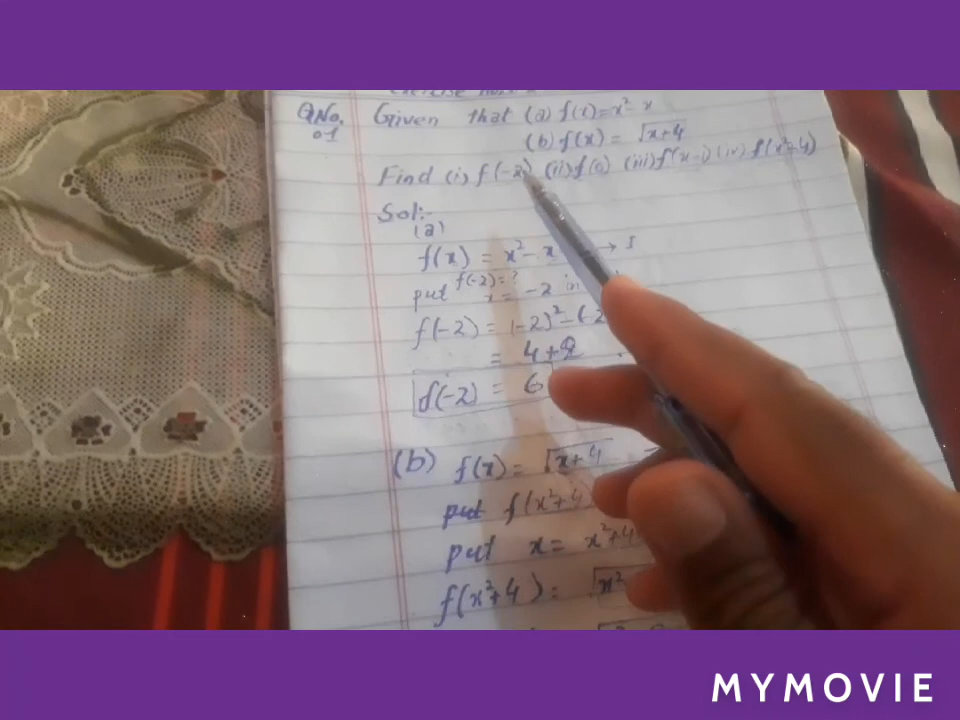 Q No. 01 Given that (a) f(x) = x² - x
(b) f(x) = √x+4
Find (i) f(-2) (ii) f(0) (iii) f(x-1) (iv) f(x²+4)
Sol:-
(a)
f(x) = x² - x → I
f(-2) = ?
put x = -2 in
f(-2) = (-2)² - (-2
= 4+2
f(-2) = 6
(b) f(x) = √x+4
put f(x²+4)
put x = x²+4
f(x²+4) = √x²
MYMOVIE